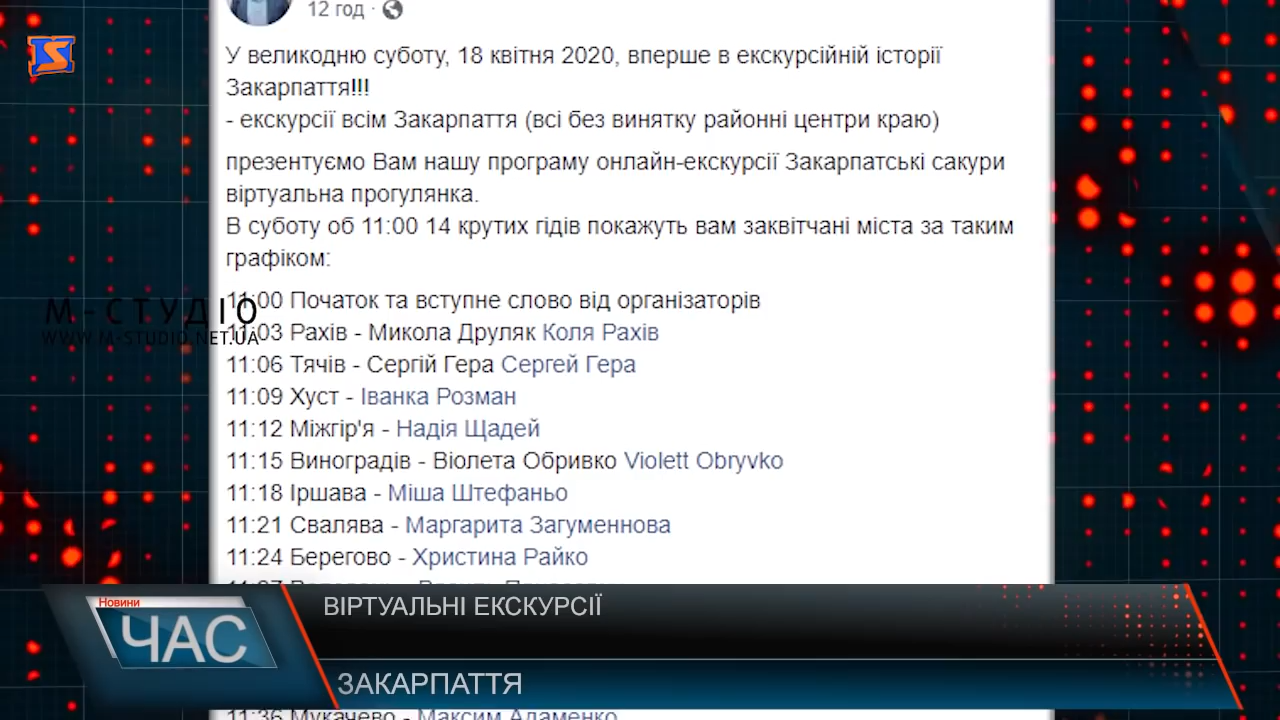 12 год ·
У великодню суботу, 18 квітня 2020, вперше в екскурсійній історії
Закарпаття!!!
- екскурсії всім Закарпаття (всі без винятку районні центри краю)
презентуємо Вам нашу програму онлайн-екскурсії Закарпатські сакури
віртуальна прогулянка.
В суботу об 11:00 14 крутих гідів покажуть вам заквітчані міста за таким
графіком:
11:00 Початок та вступне слово від організаторів
М-СТУДІО
11:03 Рахів - Микола Друляк Коля Рахів
WWW.M-STUDIO.NET.UA
11:06 Тячів - Сергій Гера Сергей Гера
11:09 Хуст - Іванка Розман
11:12 Міжгір'я - Надія Щадей
11:15 Виноградів - Віолета Обривко Violett Obryvko
11:18 Іршава - Міша Штефаньо
11:21 Свалява - Маргарита Загуменнова
11:24 Берегово - Христина Райко
Новини
ЧАС
ВІРТУАЛЬНІ ЕКСКУРСІЇ
ЗАКАРПАТТЯ
11:36 Мукачево - Максим Адаменко